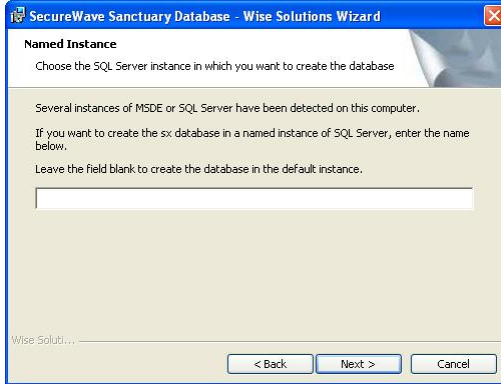 SecureWave Sanctuary Database - Wise Solutions Wizard
Named Instance
Choose the SQL Server instance in which you want to create the database
Several instances of MSDE or SQL Server have been detected on this computer.
If you want to create the sx database in a named instance of SQL Server, enter the name
below.
Leave the field blank to create the database in the default instance.
Wise Soluti...
< Back
Next >
Cancel